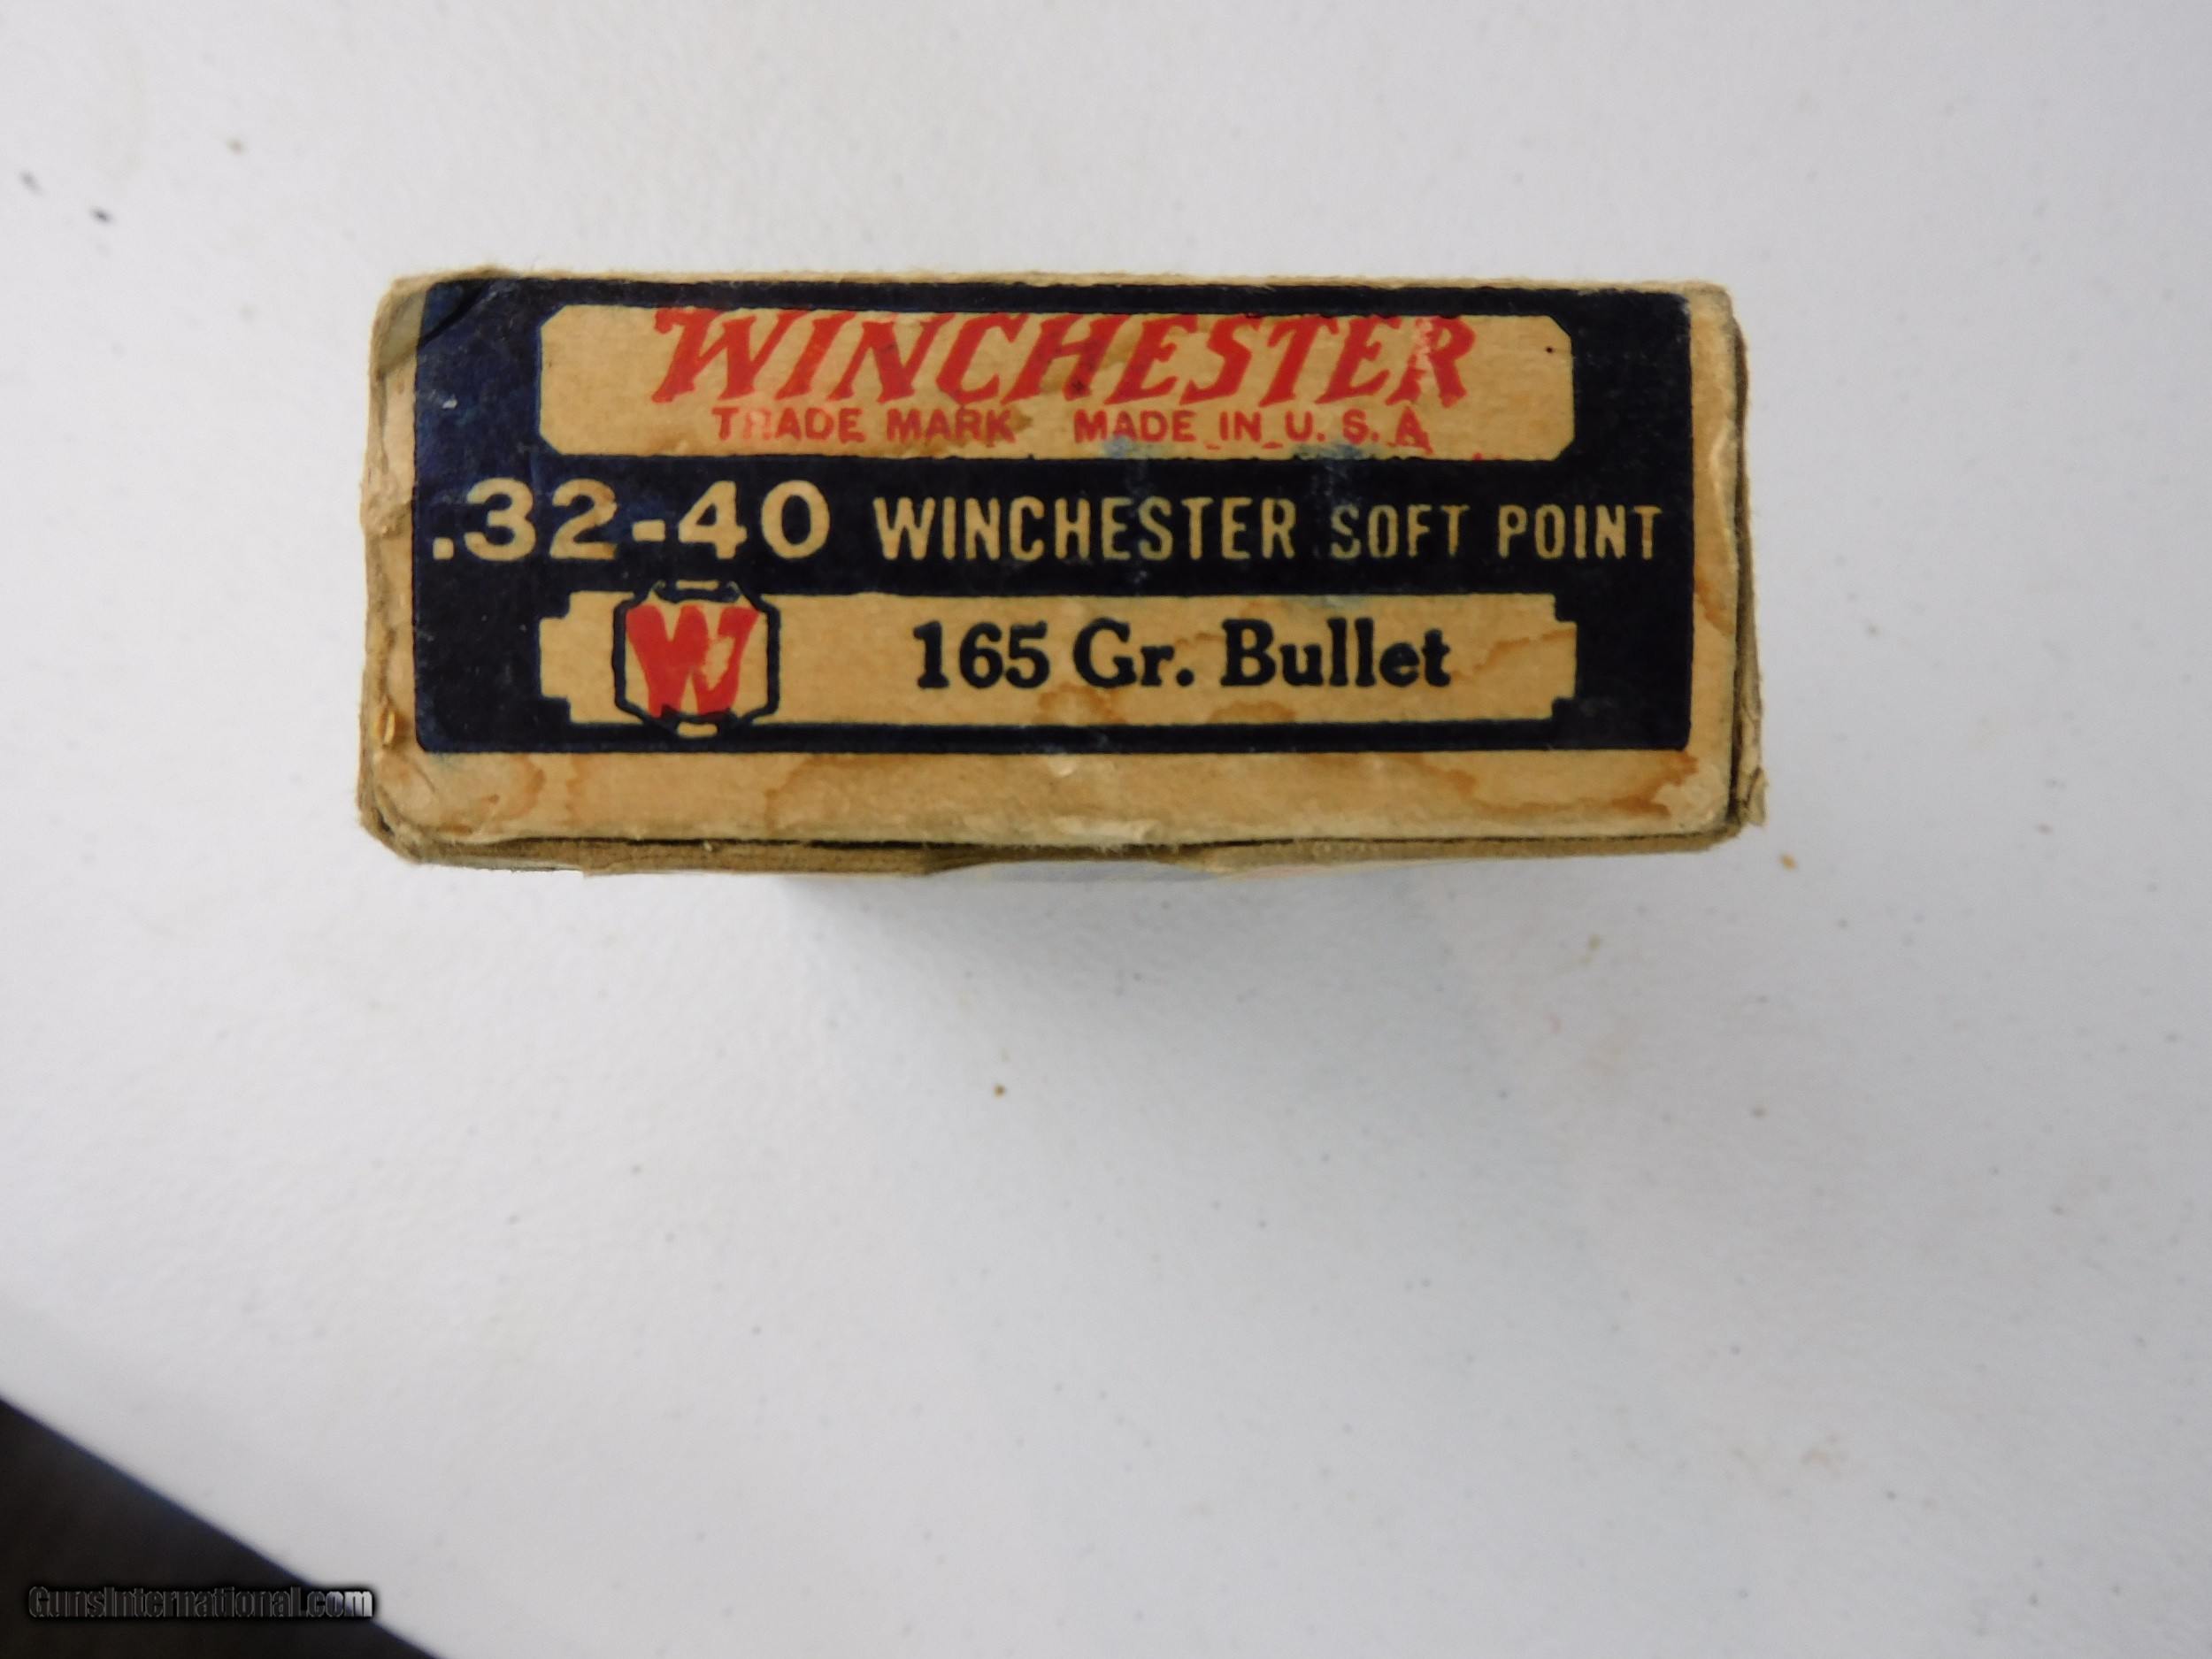 WINCHESTER
TRADE MARK MADE IN U. S. A
.32-40 WINCHESTER SOFT POINT
W
165 Gr. Bullet
GunsInternational.com